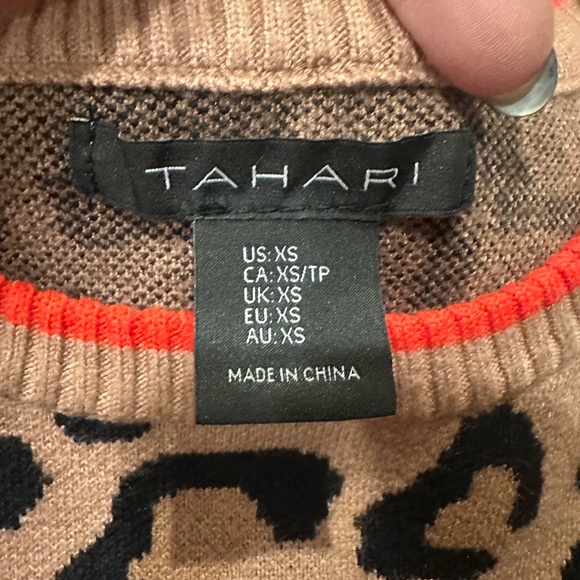 TAHARI
US: XS
CA: XS/TP
UK: XS
EU: XS
AU: XS
MADE IN CHINA